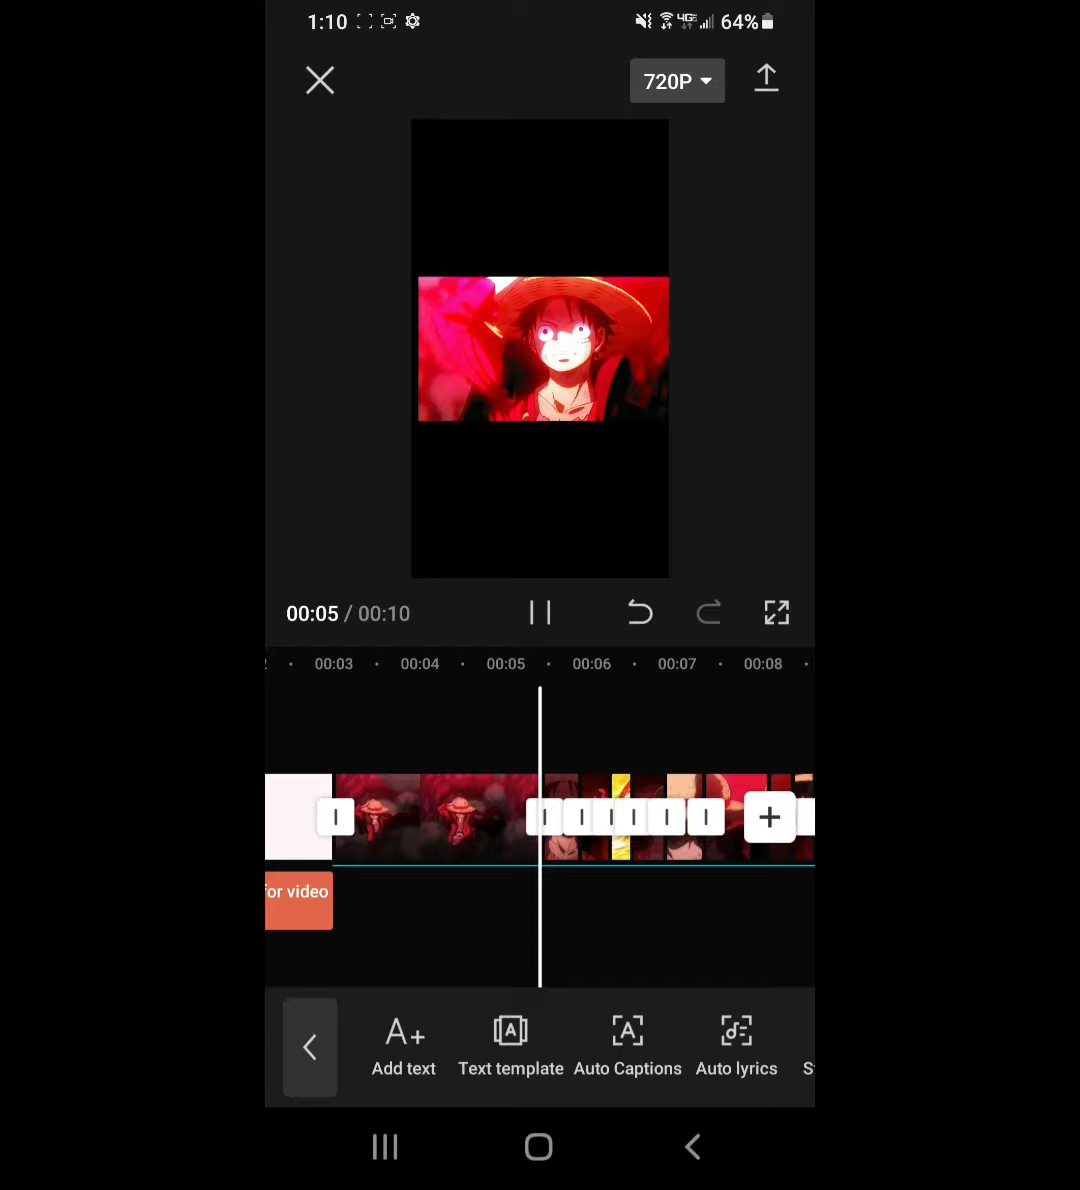 1:10 4G 64%
720P
00:05 / 00:10
00:03 00:04 00:05 00:06 00:07 00:08
for video
Add text Text template Auto Captions Auto lyrics